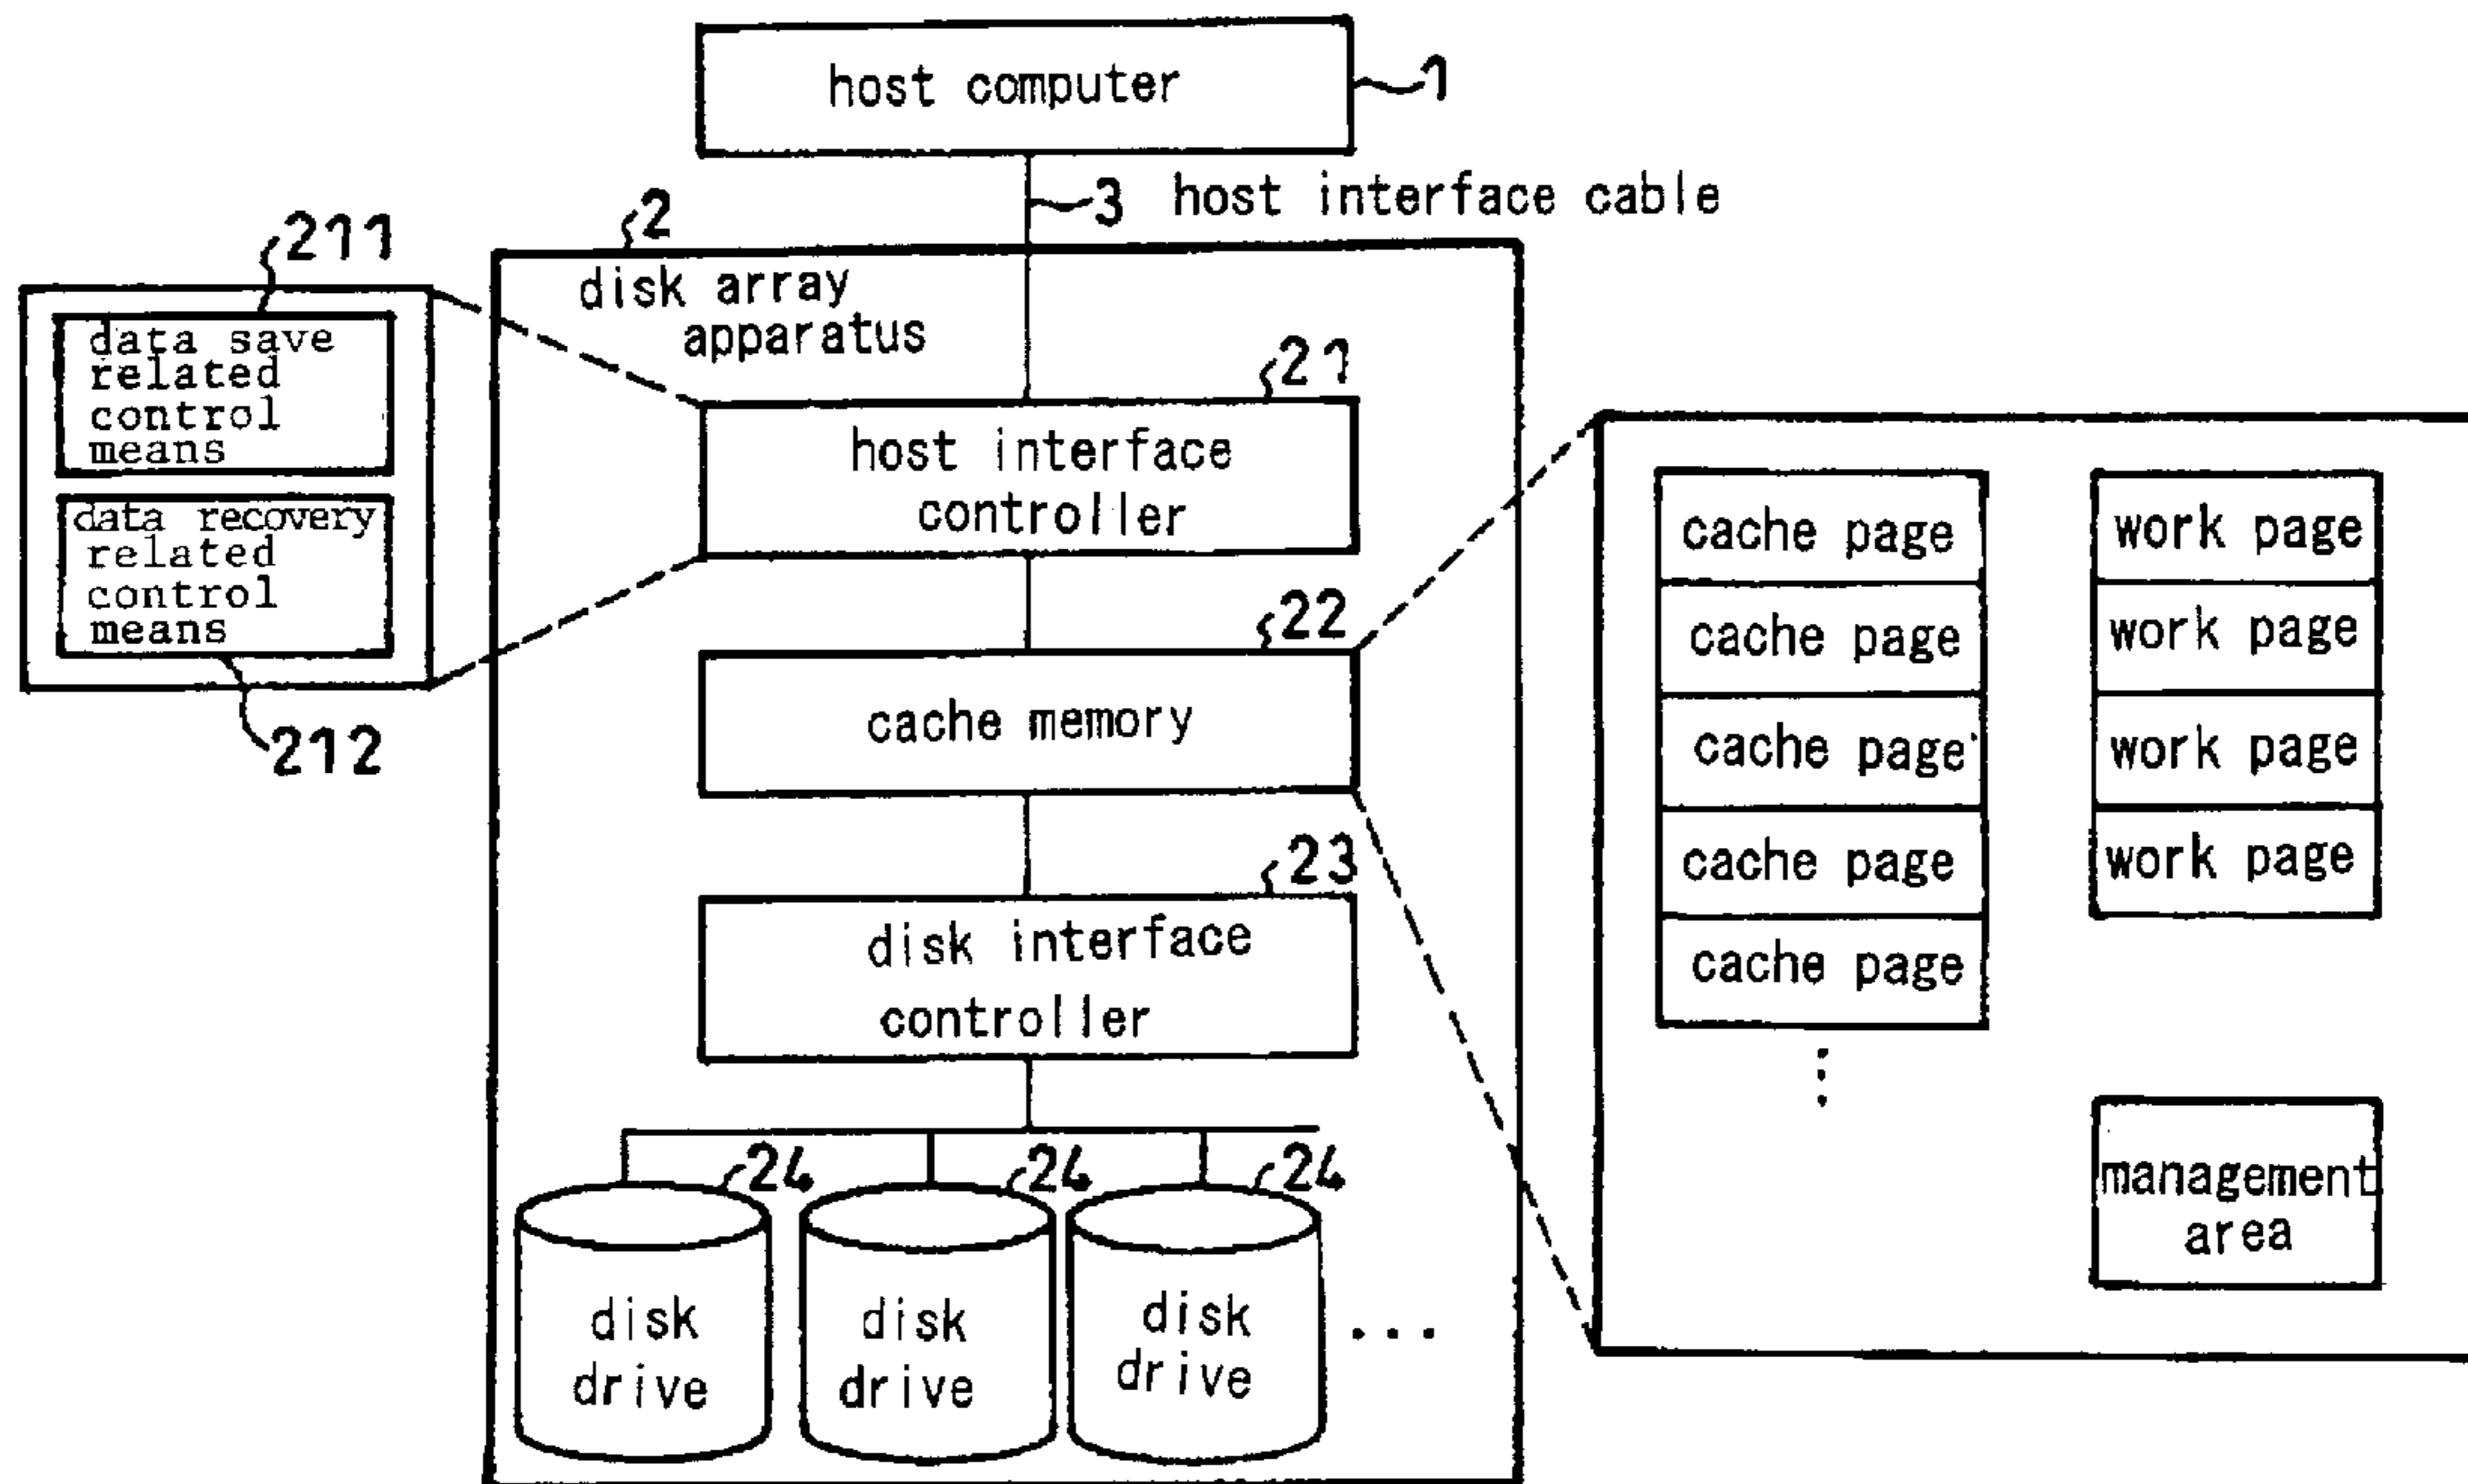 host computer
1
3 host interface cable
2
disk array
apparatus
211
data save
related
control
means
data recovery
related
control
means
212
21
host interface
controller
22
cache memory
23
disk interface
controller
24
24
24
disk
drive
disk
drive
disk
drive
...
cache page
cache page
cache page
cache page
cache page
work page
work page
work page
work page
management
area